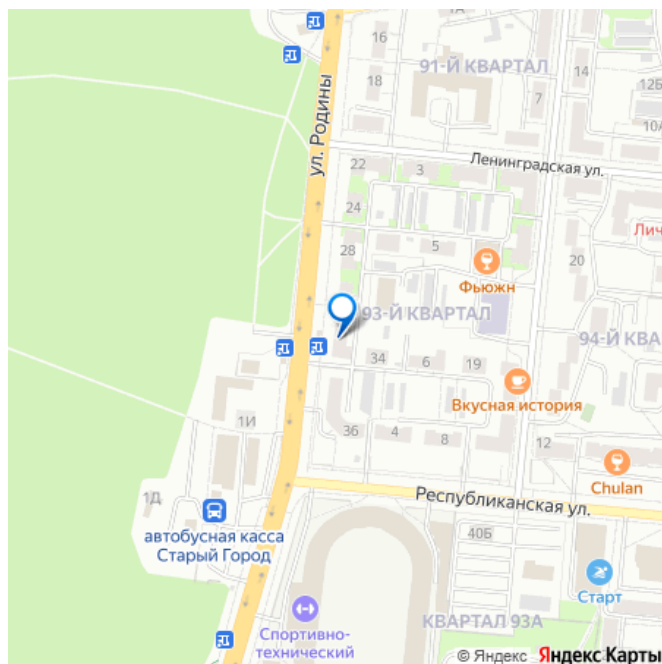 16
1А
14
91-Й КВАРТАЛ
12Б
18
7
10А
ул. Родины
Ленинградская ул.
22
3
24
Лич
5
28
20
Фьюжн
93-Й КВАРТАЛ
94-Й КВА
34
6
19
Вкусная история
1И
36
4
8
12
Chulan
1Д
Республиканская ул.
автобусная касса
Старый Город
40Б
Старт
КВАРТАЛ 93А
Спортивно-
технический
© Яндекс Яндекс Карты